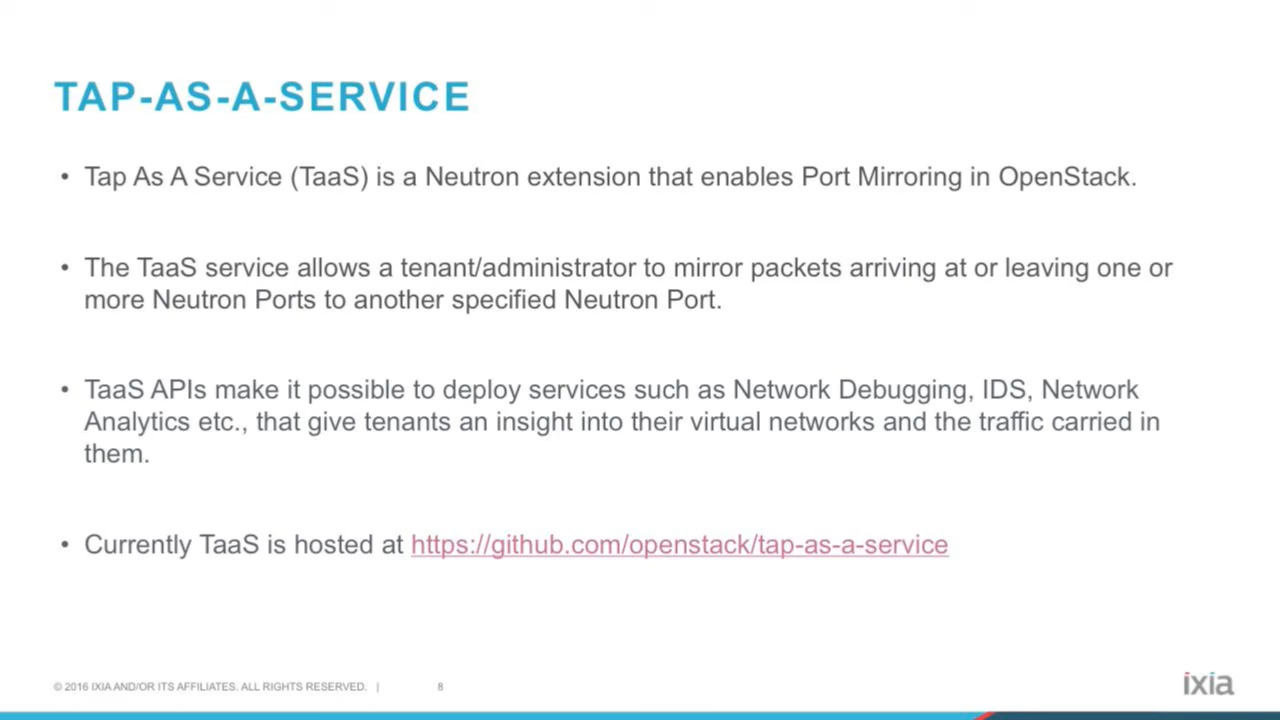 TAP-AS-A-SERVICE
• Tap As A Service (TaaS) is a Neutron extension that enables Port Mirroring in OpenStack.
• The TaaS service allows a tenant/administrator to mirror packets arriving at or leaving one or
more Neutron Ports to another specified Neutron Port.
• TaaS APIs make it possible to deploy services such as Network Debugging, IDS, Network
Analytics etc., that give tenants an insight into their virtual networks and the traffic carried in
them.
• Currently TaaS is hosted at https://github.com/openstack/tap-as-a-service
© 2016 IXIA AND/OR ITS AFFILIATES. ALL RIGHTS RESERVED. | 8
ixia